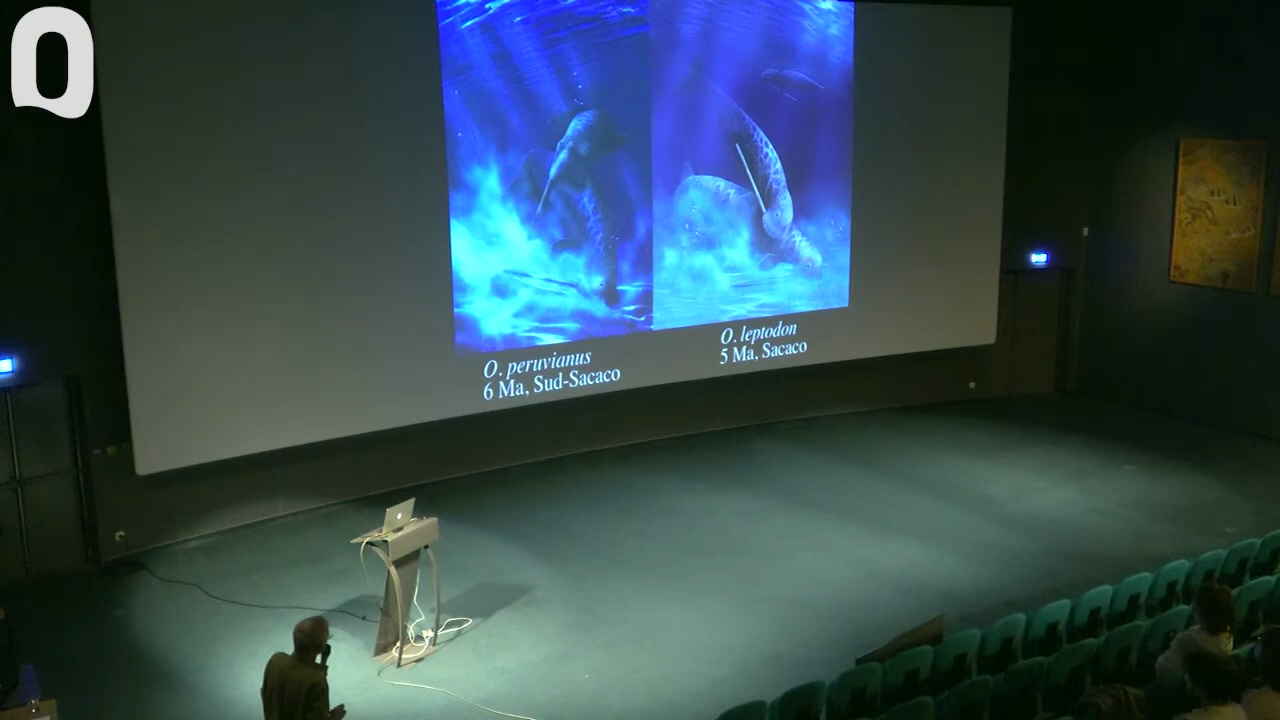 O. peruvianus
6 Ma, Sud-Sacaco
O. leptodon
5 Ma, Sacaco